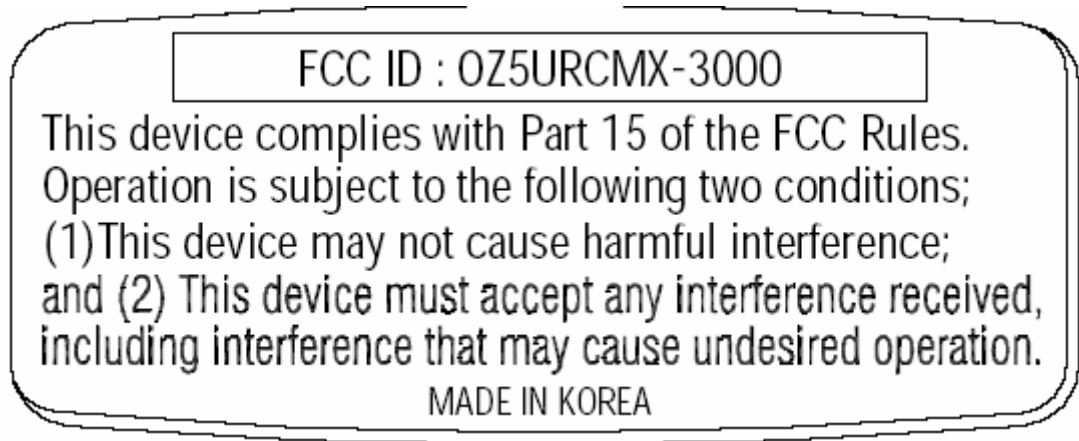 FCC ID : OZ5URCMX-3000
This device complies with Part 15 of the FCC Rules.
Operation is subject to the following two conditions;
(1)This device may not cause harmful interference;
and (2) This device must accept any interference received,
including interference that may cause undesired operation.
MADE IN KOREA